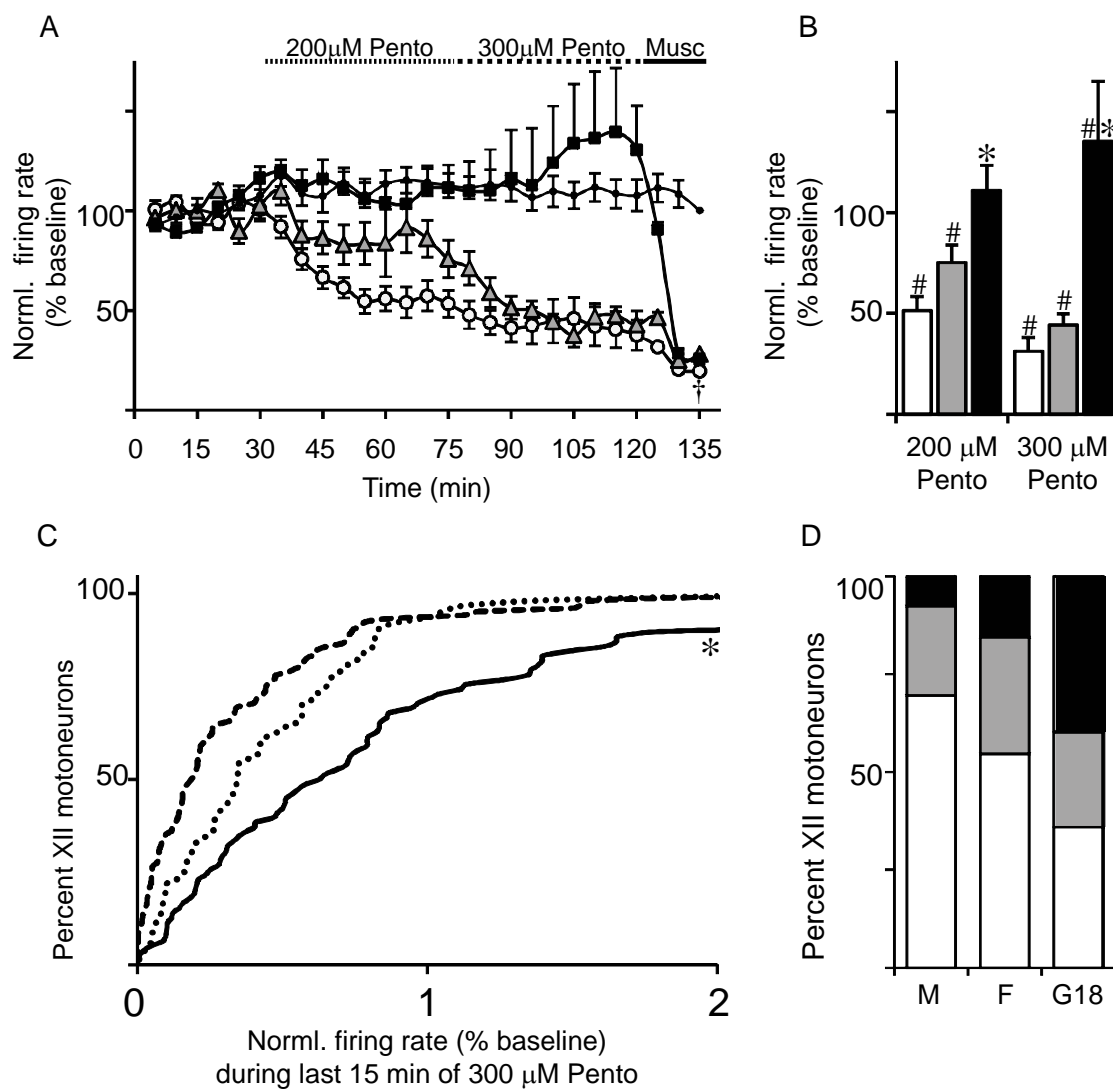 A
200μM Pento 300μM Pento Musc
Norml. firing rate
(% baseline)
100
50
†
0 15 30 45 60 75 90 105 120 135
Time (min)
B
Norml. firing rate
(% baseline)
100
50
# # * # # #*
200 μM
Pento
300 μM
Pento
C
Percent XII motoneurons
100
50
*
0 1 2
Norml. firing rate (% baseline)
during last 15 min of 300 μM Pento
D
Percent XII motoneurons
100
50
M F G18